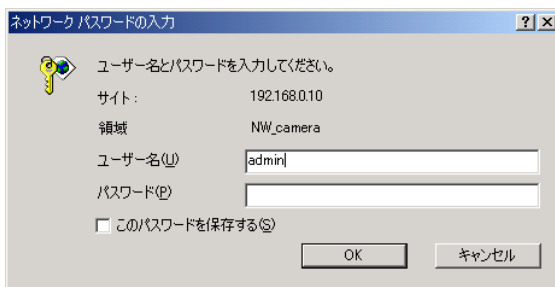 ネットワーク パスワードの入力
ユーザー名とパスワードを入力してください。
サイト: 192.168.0.10
領域 NW_camera
ユーザー名(U) admin
パスワード(P)
このパスワードを保存する(S)
OK キャンセル